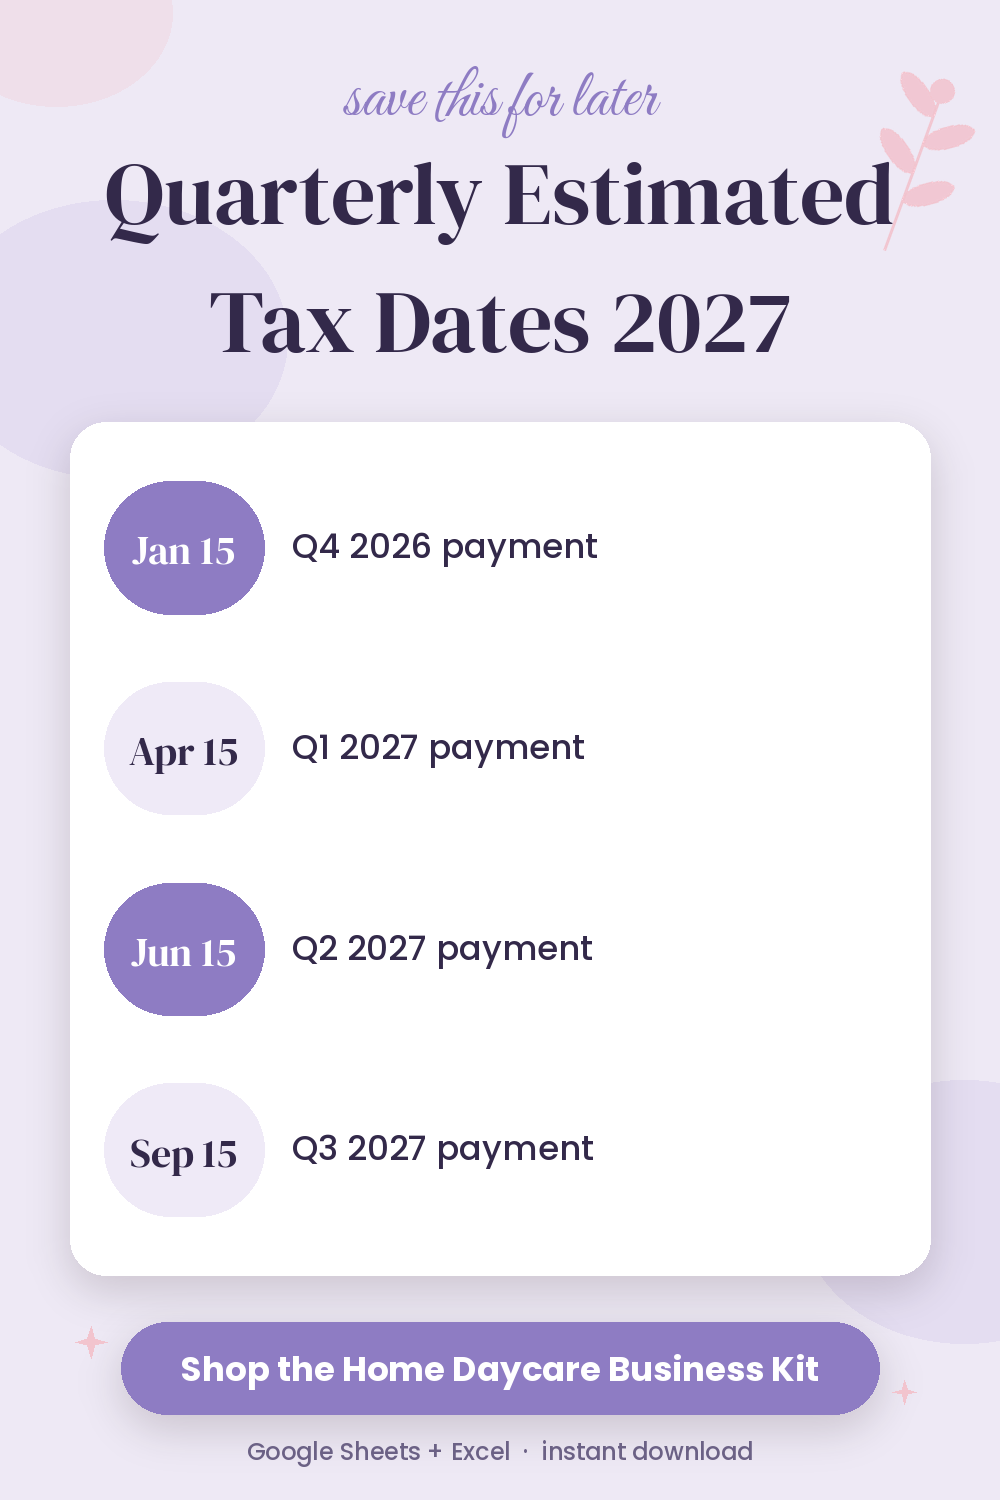 save this for later
Quarterly Estimated
Tax Dates 2027
Jan 15 Q4 2026 payment
Apr 15 Q1 2027 payment
Jun 15 Q2 2027 payment
Sep 15 Q3 2027 payment
Shop the Home Daycare Business Kit
Google Sheets + Excel · instant download